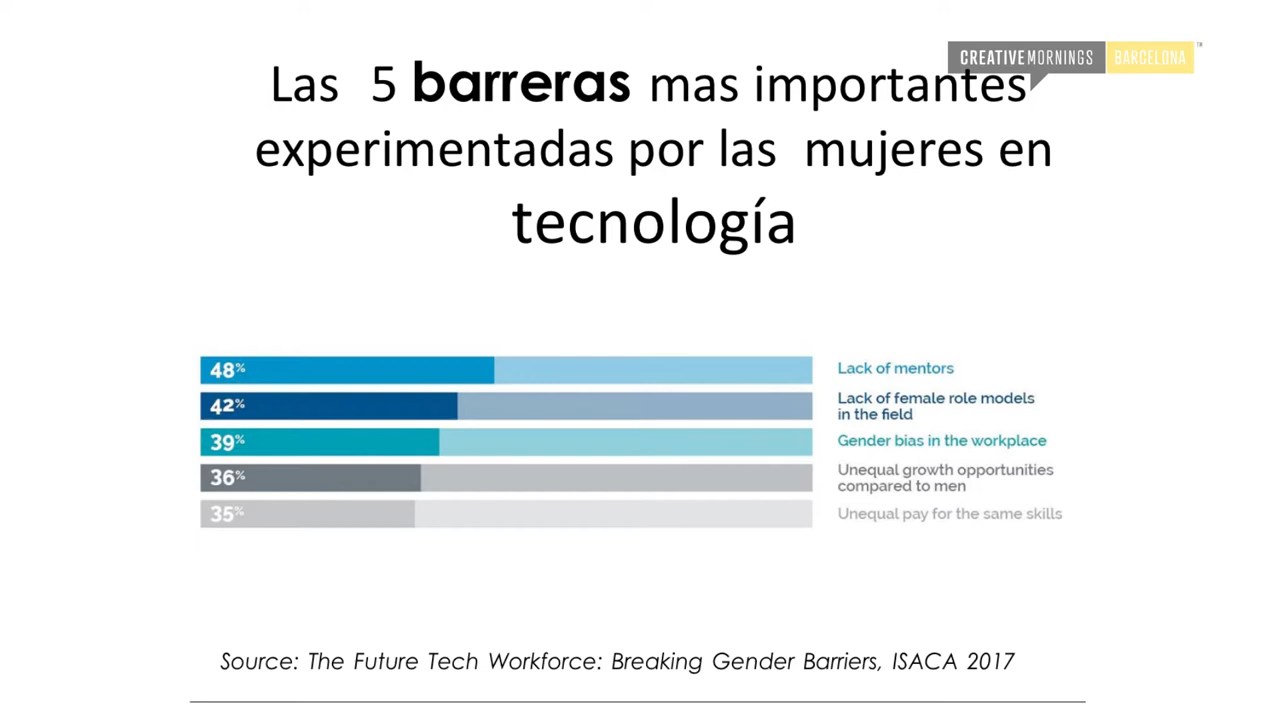 CREATIVEMORNINGS BARCELONA ™
Las 5 barreras mas importantes
experimentadas por las mujeres en
tecnología
48% Lack of mentors
42% Lack of female role models
in the field
39% Gender bias in the workplace
36% Unequal growth opportunities
compared to men
35% Unequal pay for the same skills
Source: The Future Tech Workforce: Breaking Gender Barriers, ISACA 2017